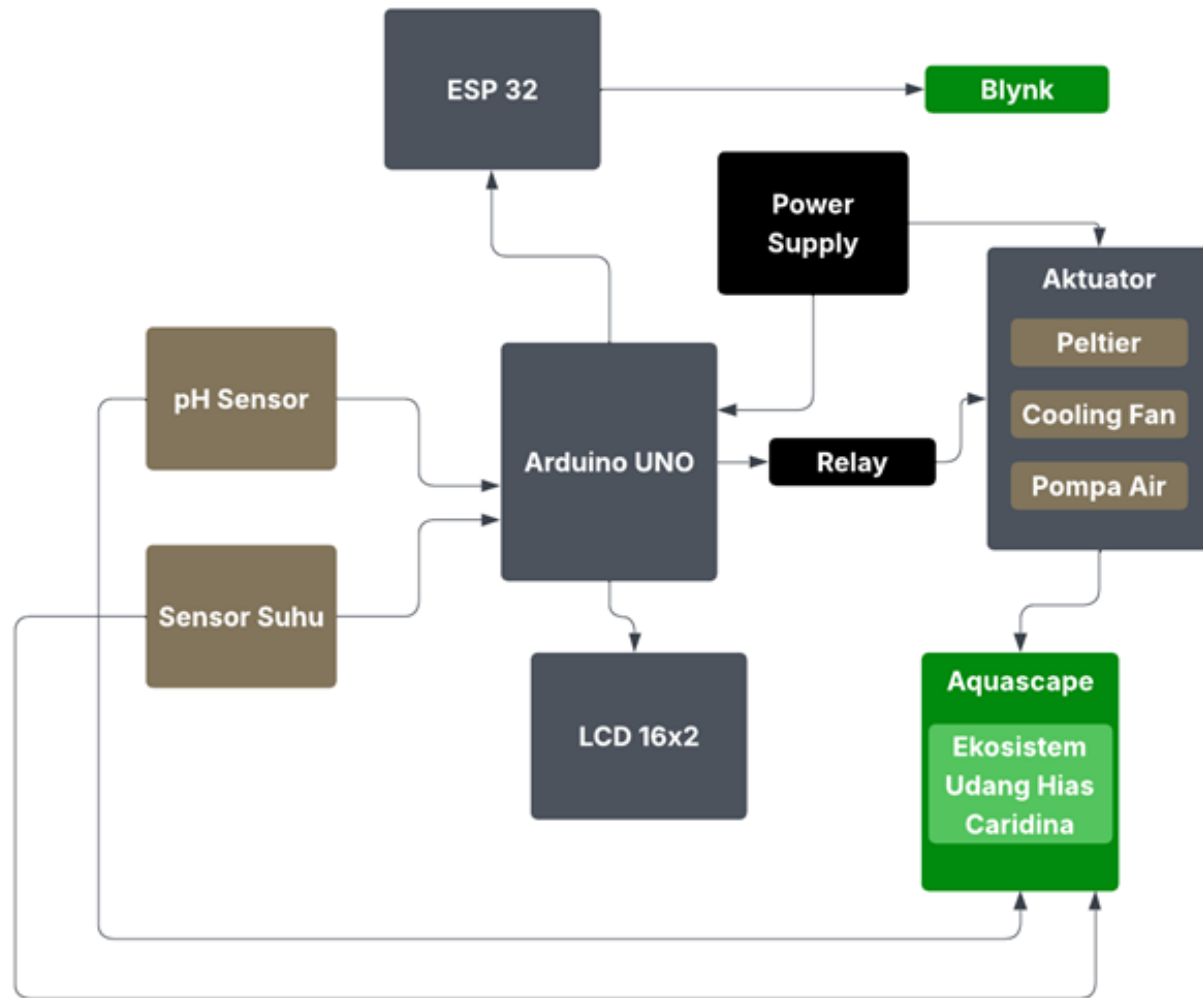 ESP 32
Blynk
Power
Supply
Aktuator
Peltier
Cooling Fan
Pompa Air
pH Sensor
Arduino UNO
Relay
Sensor Suhu
LCD 16x2
Aquascape
Ekosistem
Udang Hias
Caridina